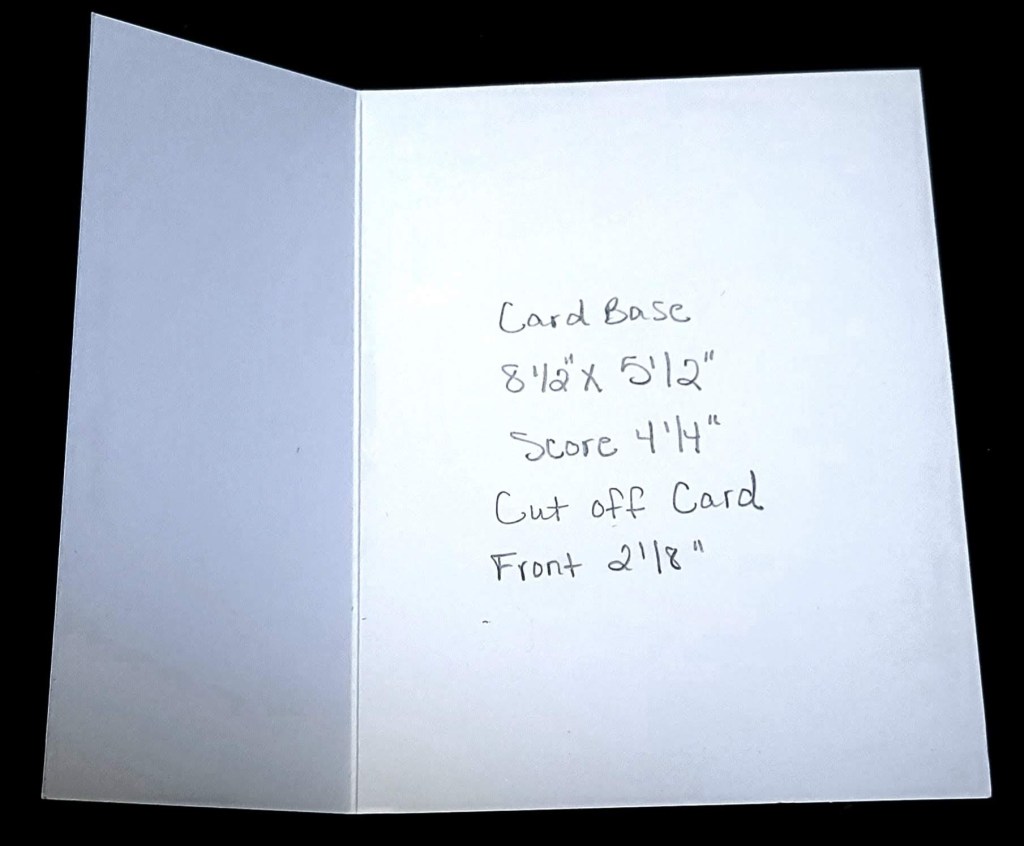 Card Base
8 1/2" X 5 1/2"
Score 4 1/4"
Cut off Card
Front 2 1/8"